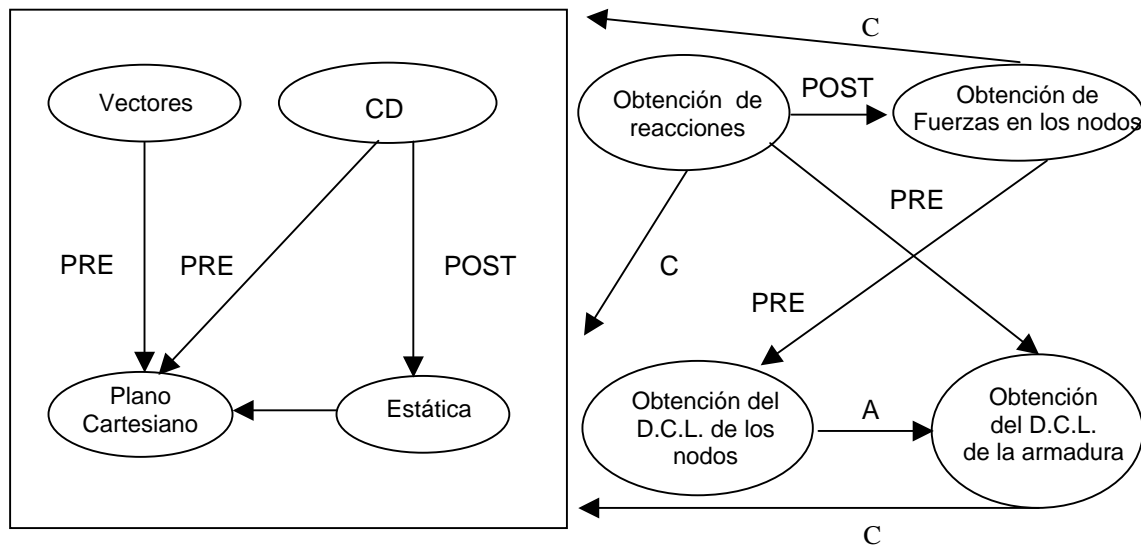 Vectores
CD
PRE
PRE
POST
Plano
Cartesiano
Estática
C
Obtención de
reacciones
POST
Obtención de
Fuerzas en los nodos
PRE
C
PRE
Obtención del
D.C.L. de los
nodos
A
Obtención
del D.C.L.
de la armadura
C